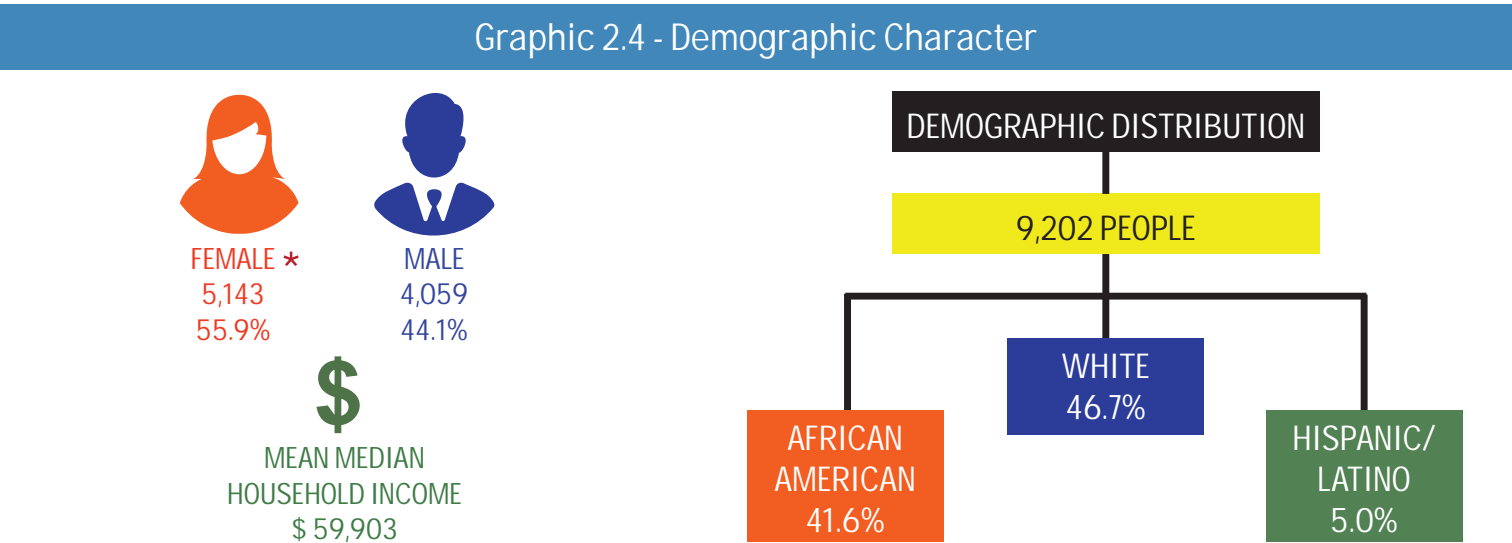 Graphic 2.4 - Demographic Character
FEMALE *
5,143
55.9%
MALE
4,059
44.1%
$
MEAN MEDIAN
HOUSEHOLD INCOME
$ 59,903
DEMOGRAPHIC DISTRIBUTION
9,202 PEOPLE
AFRICAN
AMERICAN
41.6%
WHITE
46.7%
HISPANIC/
LATINO
5.0%